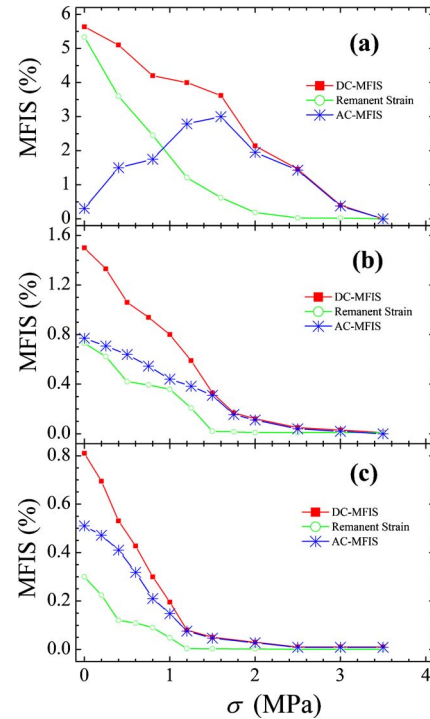 6
5
4
3
2
1
0
MFIS (%)
(a)
DC-MFIS
Remanent Strain
AC-MFIS
1.6
1.2
0.8
0.4
0.0
MFIS (%)
(b)
DC-MFIS
Remanent Strain
AC-MFIS
0.8
0.6
0.4
0.2
0.0
MFIS (%)
(c)
DC-MFIS
Remanent Strain
AC-MFIS
0 1 2 3 4
σ (MPa)